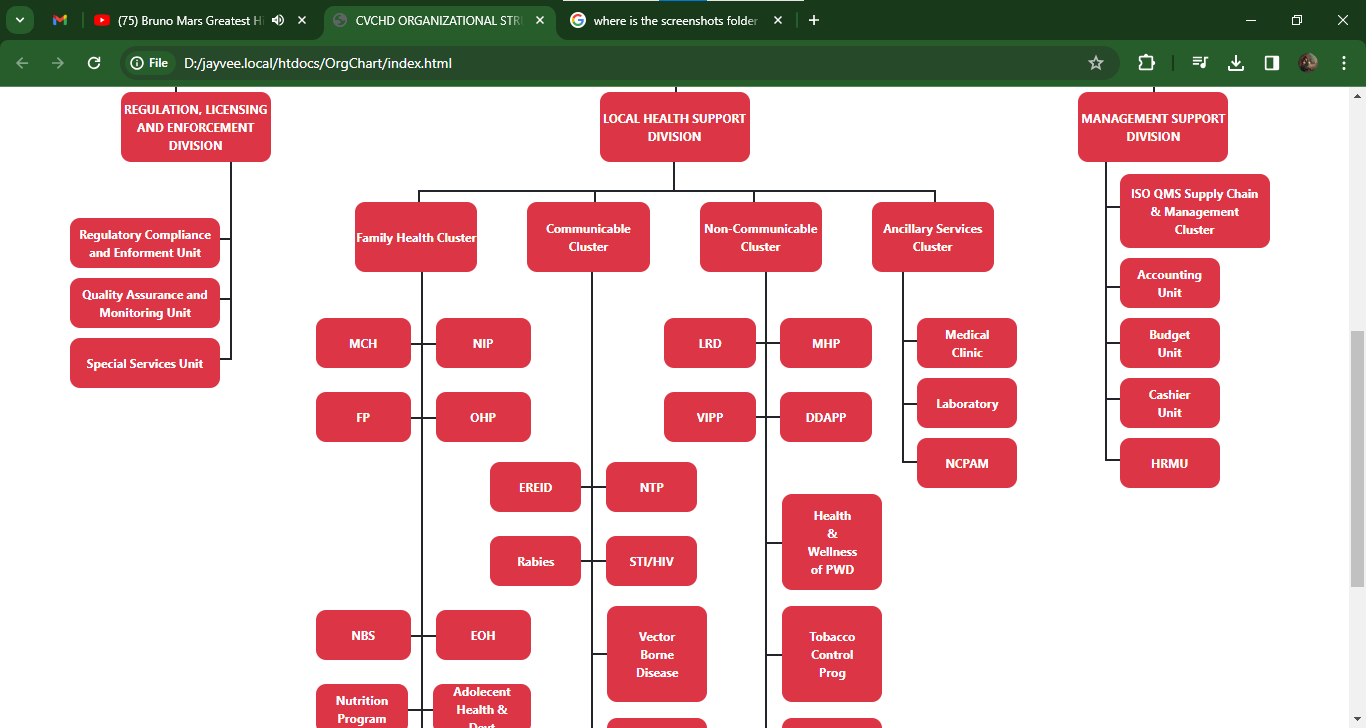 (75) Bruno Mars Greatest Hi
CVCHD ORGANIZATIONAL STR
where is the screenshots folder
File
D:/jayvee.local/htdocs/OrgChart/index.html
REGULATION, LICENSING
AND ENFORCEMENT
DIVISION
LOCAL HEALTH SUPPORT
DIVISION
MANAGEMENT SUPPORT
DIVISION
Regulatory Compliance
and Enforment Unit
Quality Assurance and
Monitoring Unit
Special Services Unit
Family Health Cluster
Communicable
Cluster
Non-Communicable
Cluster
Ancillary Services
Cluster
ISO QMS Supply Chain
& Management
Cluster
Accounting
Unit
Budget
Unit
Cashier
Unit
HRMU
MCH
NIP
FP
OHP
LRD
MHP
VIPP
DDAPP
Medical
Clinic
Laboratory
NCPAM
EREID
NTP
Rabies
STI/HIV
Health
&
Wellness
of PWD
NBS
EOH
Vector
Borne
Disease
Tobacco
Control
Prog
Nutrition
Program
Adolecent
Health &
Devt